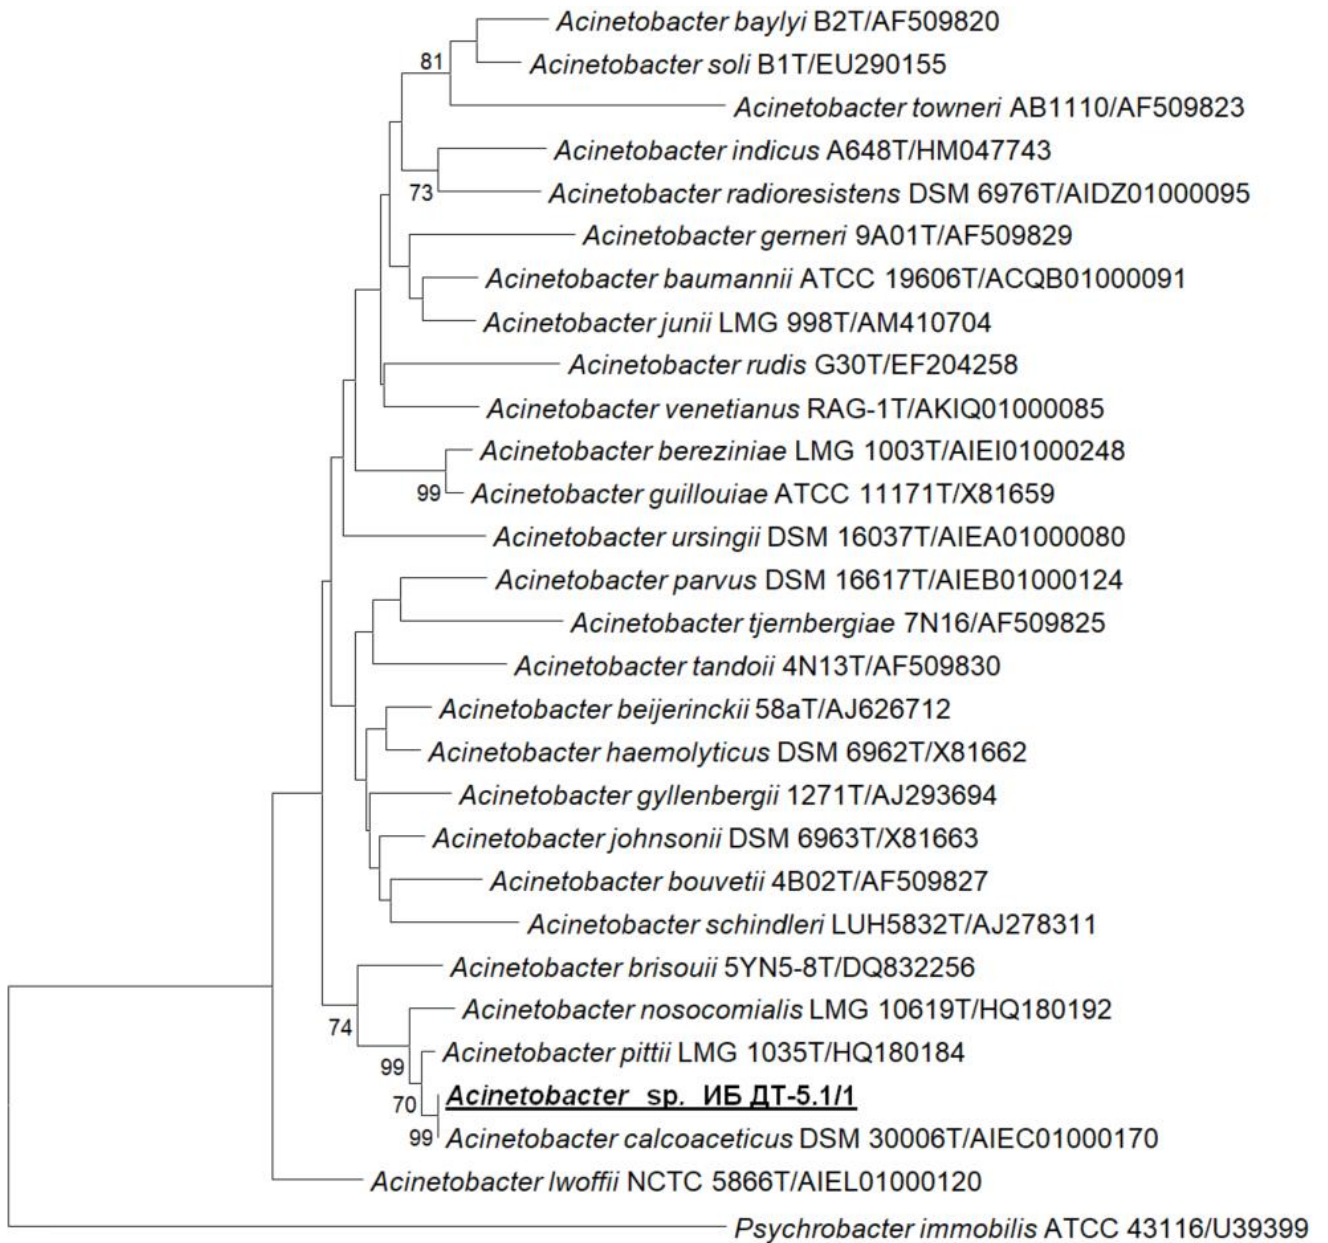 Acinetobacter baylyi B2T/AF509820
81
Acinetobacter soli B1T/EU290155
Acinetobacter towneri AB1110/AF509823
Acinetobacter indicus A648T/HM047743
73
Acinetobacter radioresistens DSM 6976T/AIDZ01000095
Acinetobacter gerneri 9A01T/AF509829
Acinetobacter baumannii ATCC 19606T/ACQB01000091
Acinetobacter junii LMG 998T/AM410704
Acinetobacter rudis G30T/EF204258
Acinetobacter venetianus RAG-1T/AKIQ01000085
Acinetobacter bereziniae LMG 1003T/AIEI01000248
99
Acinetobacter guillouiae ATCC 11171T/X81659
Acinetobacter ursingii DSM 16037T/AIEA01000080
Acinetobacter parvus DSM 16617T/AIEB01000124
Acinetobacter tjernbergiae 7N16/AF509825
Acinetobacter tandoii 4N13T/AF509830
Acinetobacter beijerinckii 58aT/AJ626712
Acinetobacter haemolyticus DSM 6962T/X81662
Acinetobacter gyllenbergii 1271T/AJ293694
Acinetobacter johnsonii DSM 6963T/X81663
Acinetobacter bouvetii 4B02T/AF509827
Acinetobacter schindleri LUH5832T/AJ278311
Acinetobacter brisouii 5YN5-8T/DQ832256
Acinetobacter nosocomialis LMG 10619T/HQ180192
74
Acinetobacter pittii LMG 1035T/HQ180184
99
Acinetobacter sp. ИБ ДТ-5.1/1
70
99
Acinetobacter calcoaceticus DSM 30006T/AIEC01000170
Acinetobacter lwoffii NCTC 5866T/AIEL01000120
Psychrobacter immobilis ATCC 43116/U39399